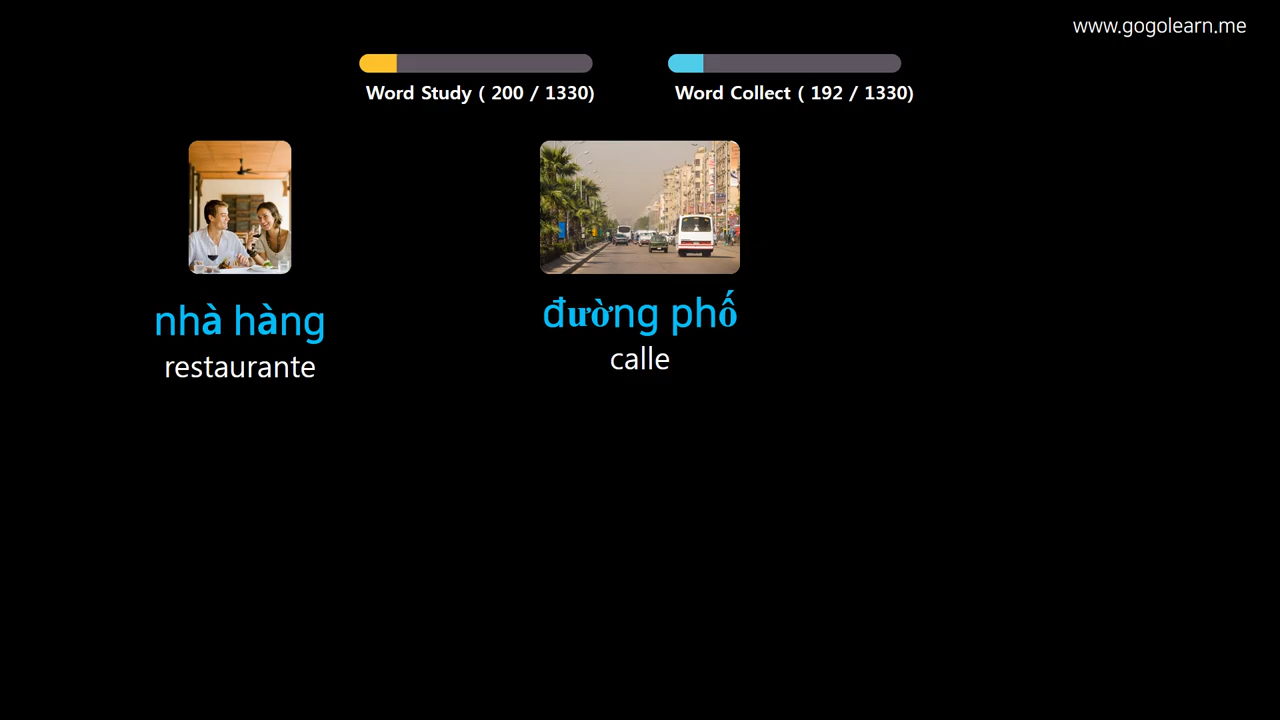 www.gogolearn.me
Word Study ( 200 / 1330)
Word Collect ( 192 / 1330)
nhà hàng
restaurante
đường phố
calle